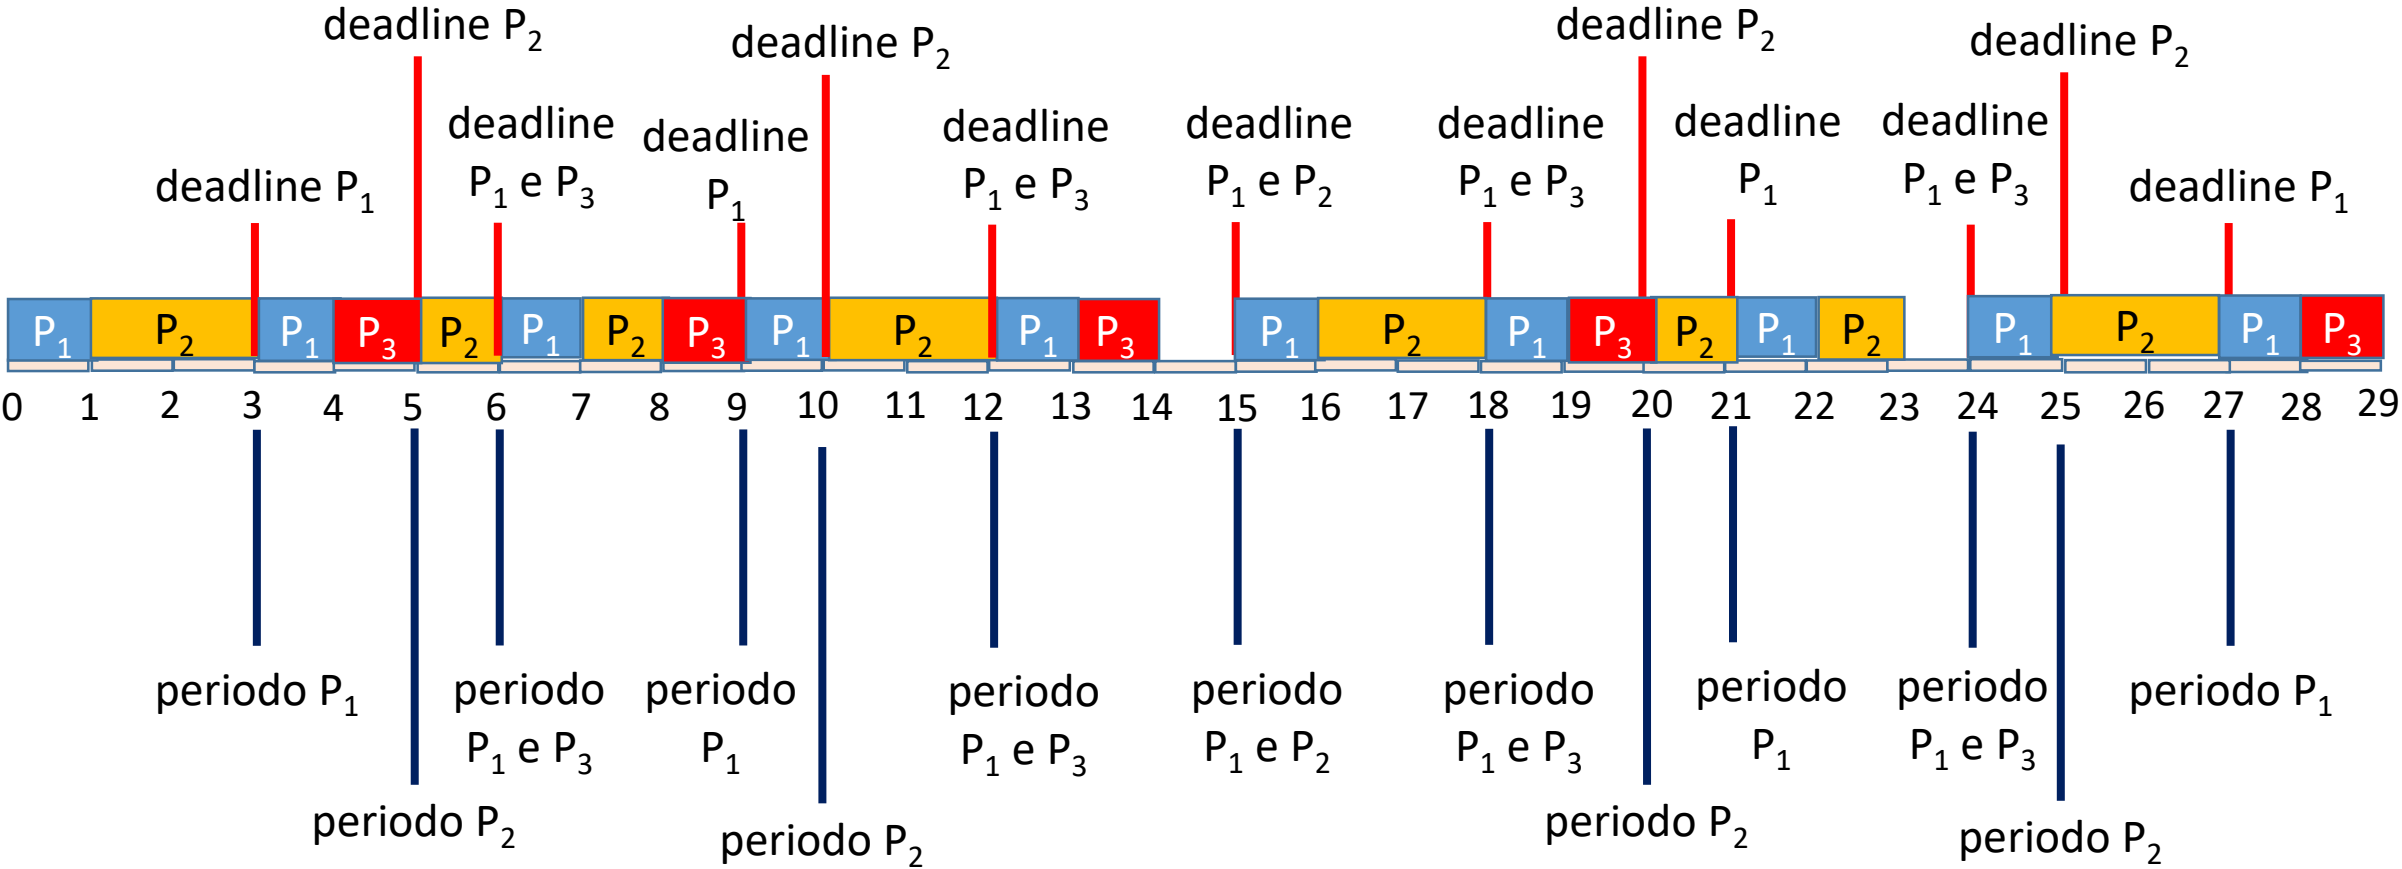 deadline P₂
deadline P₂
deadline P₂
deadline P₂
deadline
P₁ e P₃
deadline
P₁
deadline
P₁ e P₃
deadline
P₁ e P₂
deadline
P₁ e P₃
deadline
P₁
deadline
P₁ e P₃
deadline P₁
deadline P₁
P₁ P₂ P₁ P₃ P₂ P₁ P₂ P₃ P₁ P₂ P₁ P₃ P₁ P₂ P₁ P₃ P₂ P₁ P₂ P₁ P₂ P₁ P₃
0 1 2 3 4 5 6 7 8 9 10 11 12 13 14 15 16 17 18 19 20 21 22 23 24 25 26 27 28 29
periodo P₁
periodo
P₁ e P₃
periodo
P₁
periodo
P₁ e P₃
periodo
P₁ e P₂
periodo
P₁ e P₃
periodo
P₁
periodo
P₁ e P₃
periodo P₁
periodo P₂
periodo P₂
periodo P₂
periodo P₂